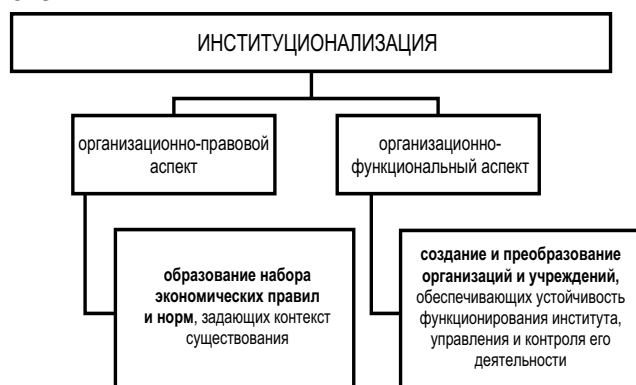 ИНСТИТУЦИОНАЛИЗАЦИЯ
организационно-правовой
аспект
организационно-
функциональный аспект
образование набора
экономических правил
и норм, задающих контекст
существования
создание и преобразование
организаций и учреждений,
обеспечивающих устойчивость
функционирования института,
управления и контроля его
деятельности